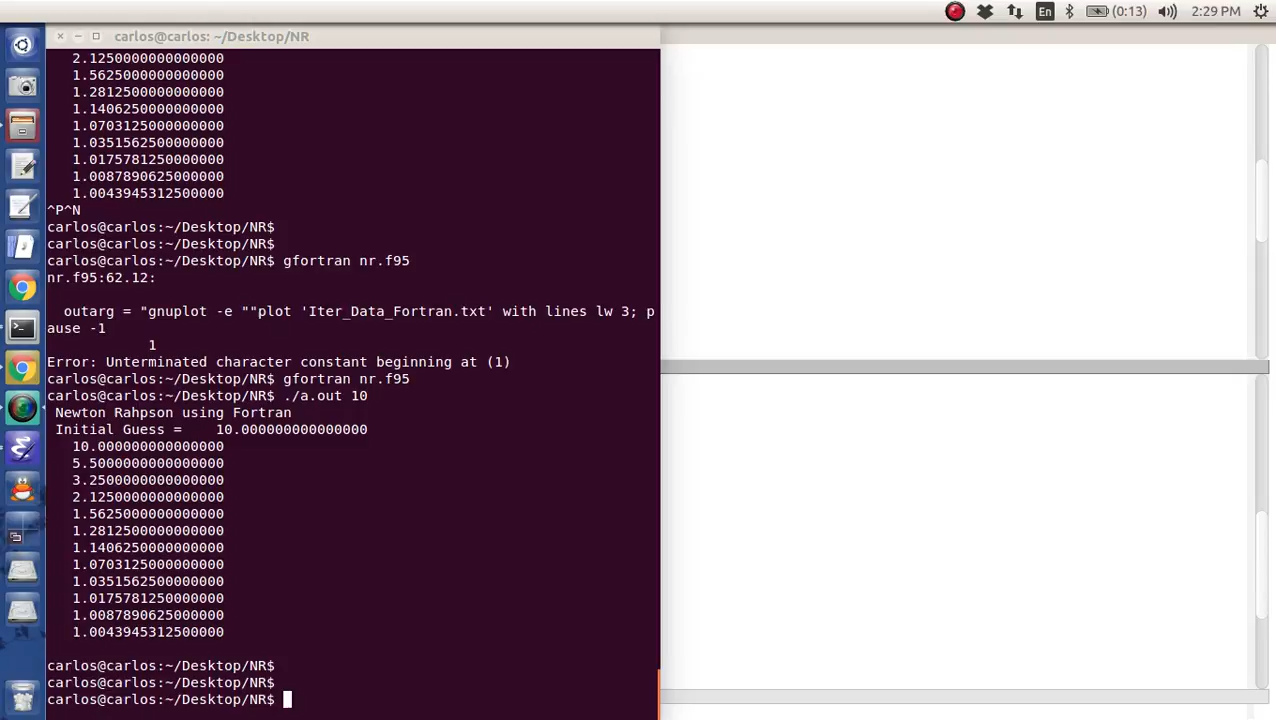 En (0:13) 2:29 PM
carlos@carlos: ~/Desktop/NR
2.1250000000000000
1.5625000000000000
1.2812500000000000
1.1406250000000000
1.0703125000000000
1.0351562500000000
1.0175781250000000
1.0087890625000000
1.0043945312500000
^P^N
carlos@carlos:~/Desktop/NR$
carlos@carlos:~/Desktop/NR$
carlos@carlos:~/Desktop/NR$ gfortran nr.f95
nr.f95:62.12:
outarg = "gnuplot -e ""plot 'Iter_Data_Fortran.txt' with lines lw 3; p
ause -1
1
Error: Unterminated character constant beginning at (1)
carlos@carlos:~/Desktop/NR$ gfortran nr.f95
carlos@carlos:~/Desktop/NR$ ./a.out 10
Newton Rahpson using Fortran
Initial Guess =    10.000000000000000
10.000000000000000
5.5000000000000000
3.2500000000000000
2.1250000000000000
1.5625000000000000
1.2812500000000000
1.1406250000000000
1.0703125000000000
1.0351562500000000
1.0175781250000000
1.0087890625000000
1.0043945312500000
carlos@carlos:~/Desktop/NR$
carlos@carlos:~/Desktop/NR$
carlos@carlos:~/Desktop/NR$